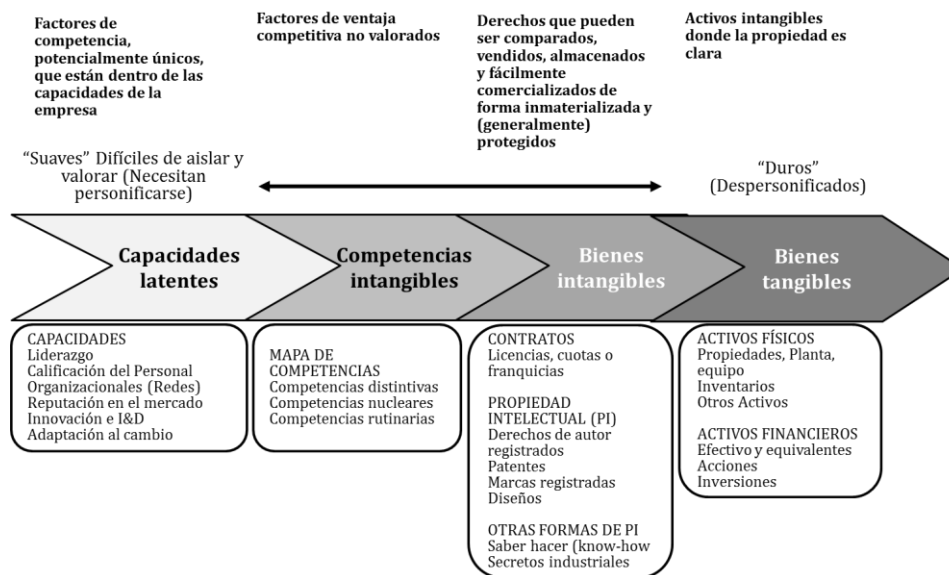 Factores de
competencia,
potencialmente únicos,
que están dentro de las
capacidades de la
empresa
Factores de ventaja
competitiva no valorados
Derechos que pueden
ser comparados,
vendidos, almacenados
y fácilmente
comercializados de
forma inmaterializada y
(generalmente)
protegidos
Activos intangibles
donde la propiedad es
clara
“Suaves” Difíciles de aislar y
valorar (Necesitan
personificarse)
“Duros”
(Despersonificados)
Capacidades
latentes
Competencias
intangibles
Bienes
intangibles
Bienes
tangibles
CAPACIDADES
Liderazgo
Calificación del Personal
Organizacionales (Redes)
Reputación en el mercado
Innovación e I&D
Adaptación al cambio
MAPA DE
COMPETENCIAS
Competencias distintivas
Competencias nucleares
Competencias rutinarias
CONTRATOS
Licencias, cuotas o
franquicias
PROPIEDAD
INTELECTUAL (PI)
Derechos de autor
registrados
Patentes
Marcas registradas
Diseños
OTRAS FORMAS DE PI
Saber hacer (know-how
Secretos industriales
ACTIVOS FÍSICOS
Propiedades, Planta,
equipo
Inventarios
Otros Activos
ACTIVOS FINANCIEROS
Efectivo y equivalentes
Acciones
Inversiones